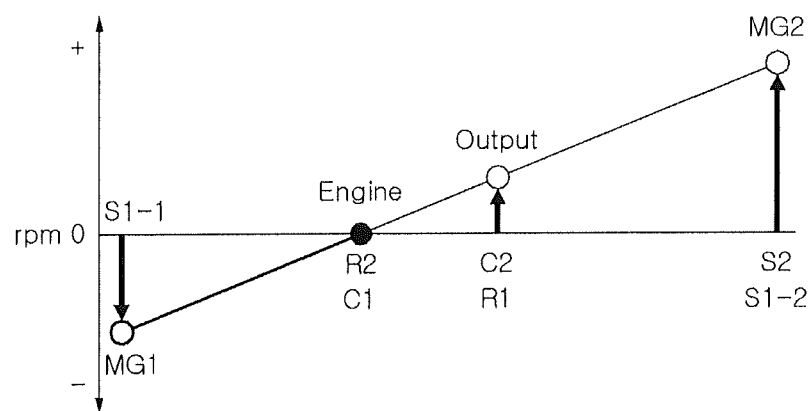 MG2
+
Output
Engine
S1-1
rpm 0
R2 C2 S2
C1 R1 S1-2
MG1
−